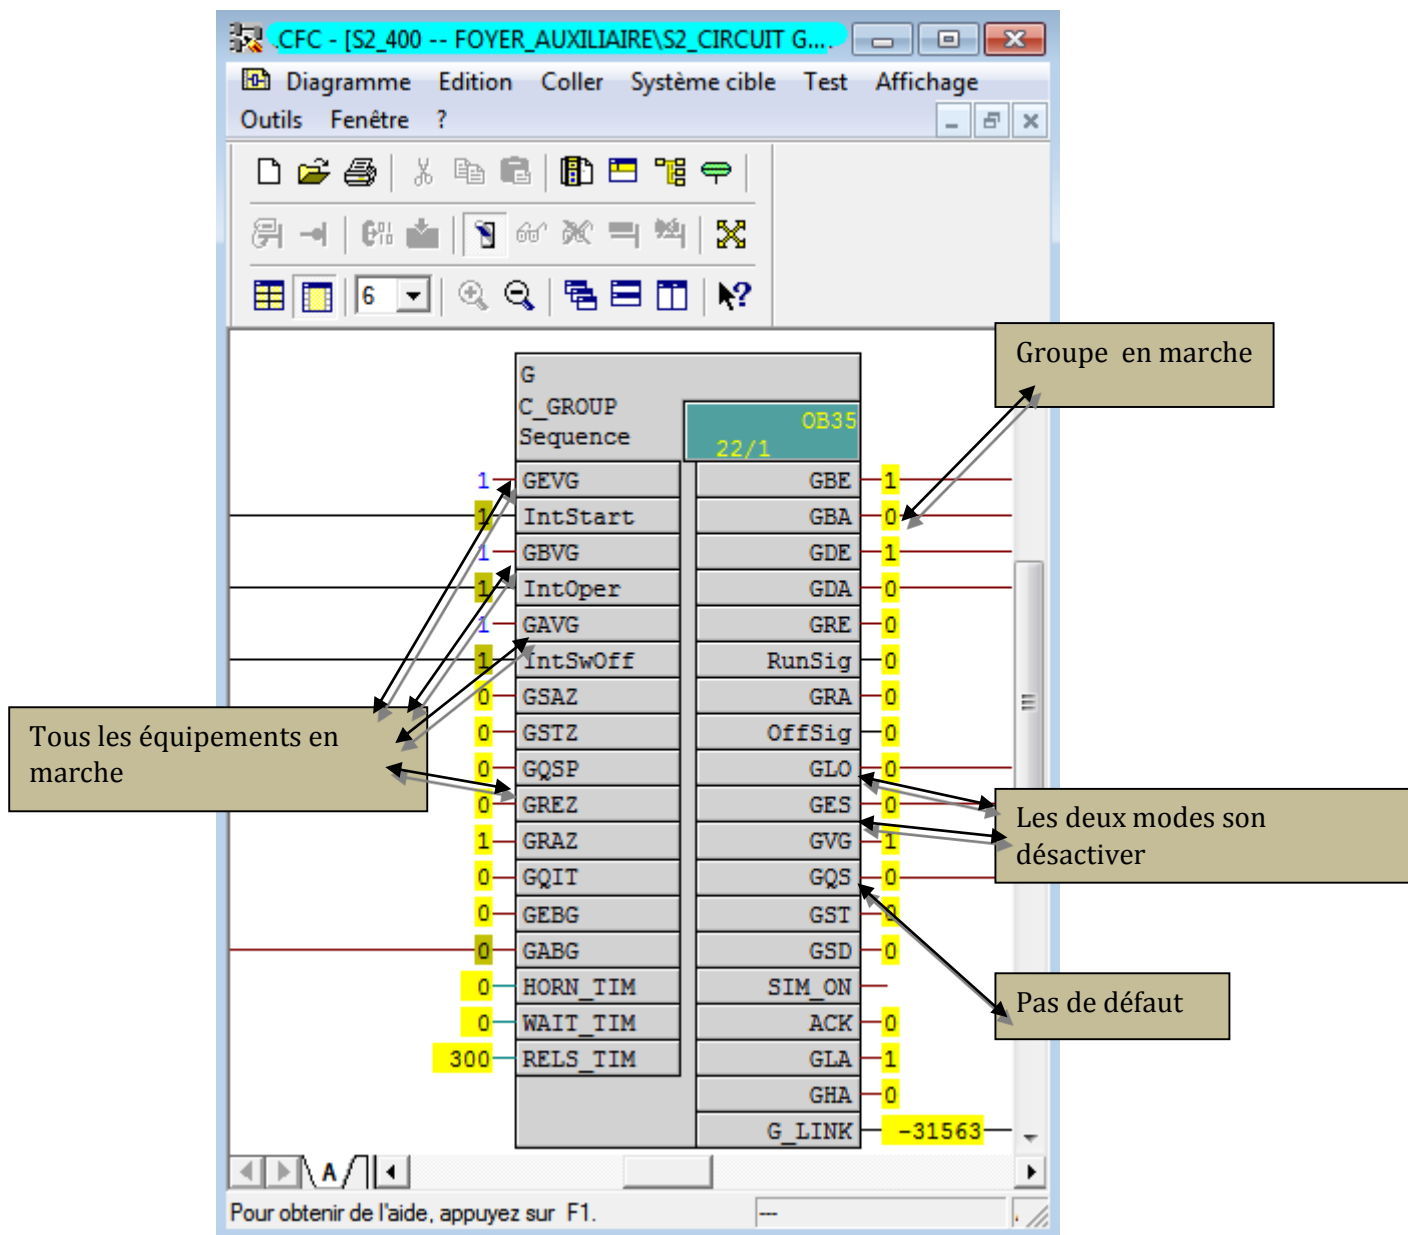 CFC - [S2_400 -- FOYER_AUXILIAIRE\S2_CIRCUIT G....
Diagramme Edition Coller Système cible Test Affichage
Outils Fenêtre ?
6
Groupe en marche
G
C_GROUP
Sequence
OB35
22/1
1 GEVG GBE 1
1 IntStart GBA 0
1 GBVG GDE 1
1 IntOper GDA 0
1 GAVG GRE 0
1 IntSwOff RunSig 0
0 GSAZ GRA 0
0 GSTZ OffSig 0
0 GQSP GLO 0
0 GREZ GES 0
1 GRAZ GVG 1
0 GQIT GQS 0
0 GEBG GST 0
0 GABG GSD 0
0 HORN_TIM SIM_ON
0 WAIT_TIM ACK 0
300 RELS_TIM GLA 1
GHA 0
G_LINK -31563
Tous les équipements en
marche
Les deux modes son
désactiver
Pas de défaut
A
Pour obtenir de l'aide, appuyez sur F1.
---